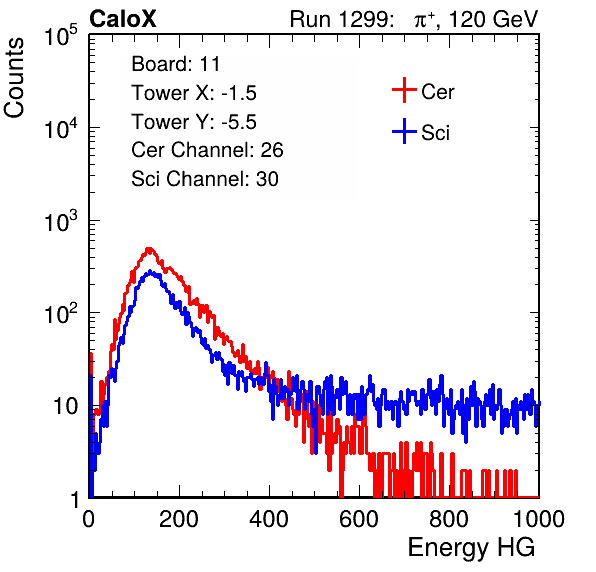 CaloX Run 1299: π⁺, 120 GeV
Counts
Board: 11
Tower X: -1.5
Tower Y: -5.5
Cer Channel: 26
Sci Channel: 30
Cer
Sci
10⁵
10⁴
10³
10²
10
1
0 200 400 600 800 1000
Energy HG